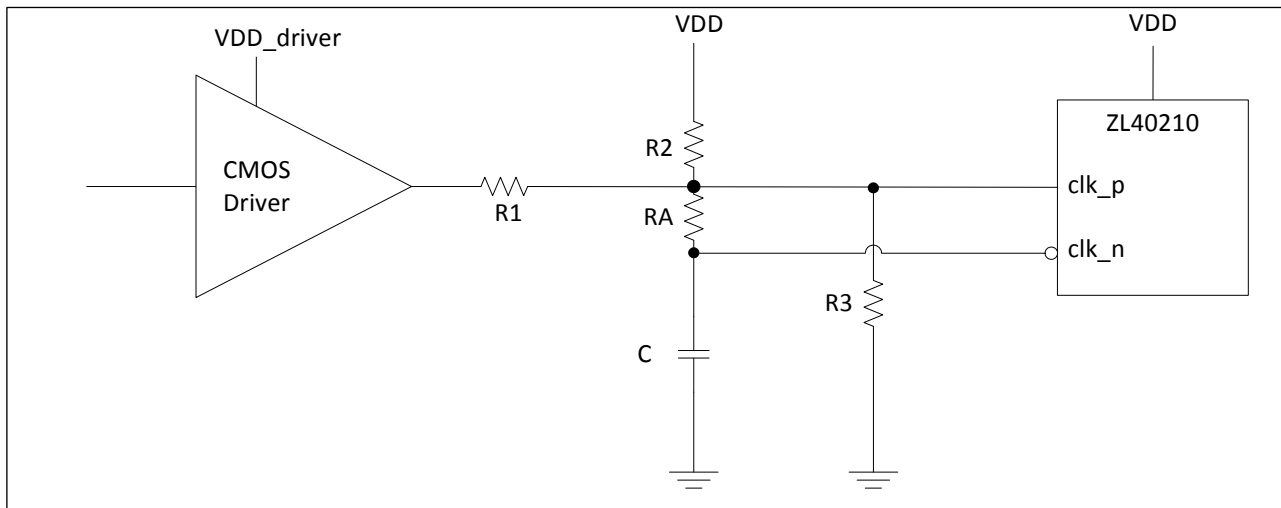 VDD_driver
VDD
VDD
CMOS
Driver
R1
R2
RA
C
R3
ZL40210
clk_p
clk_n